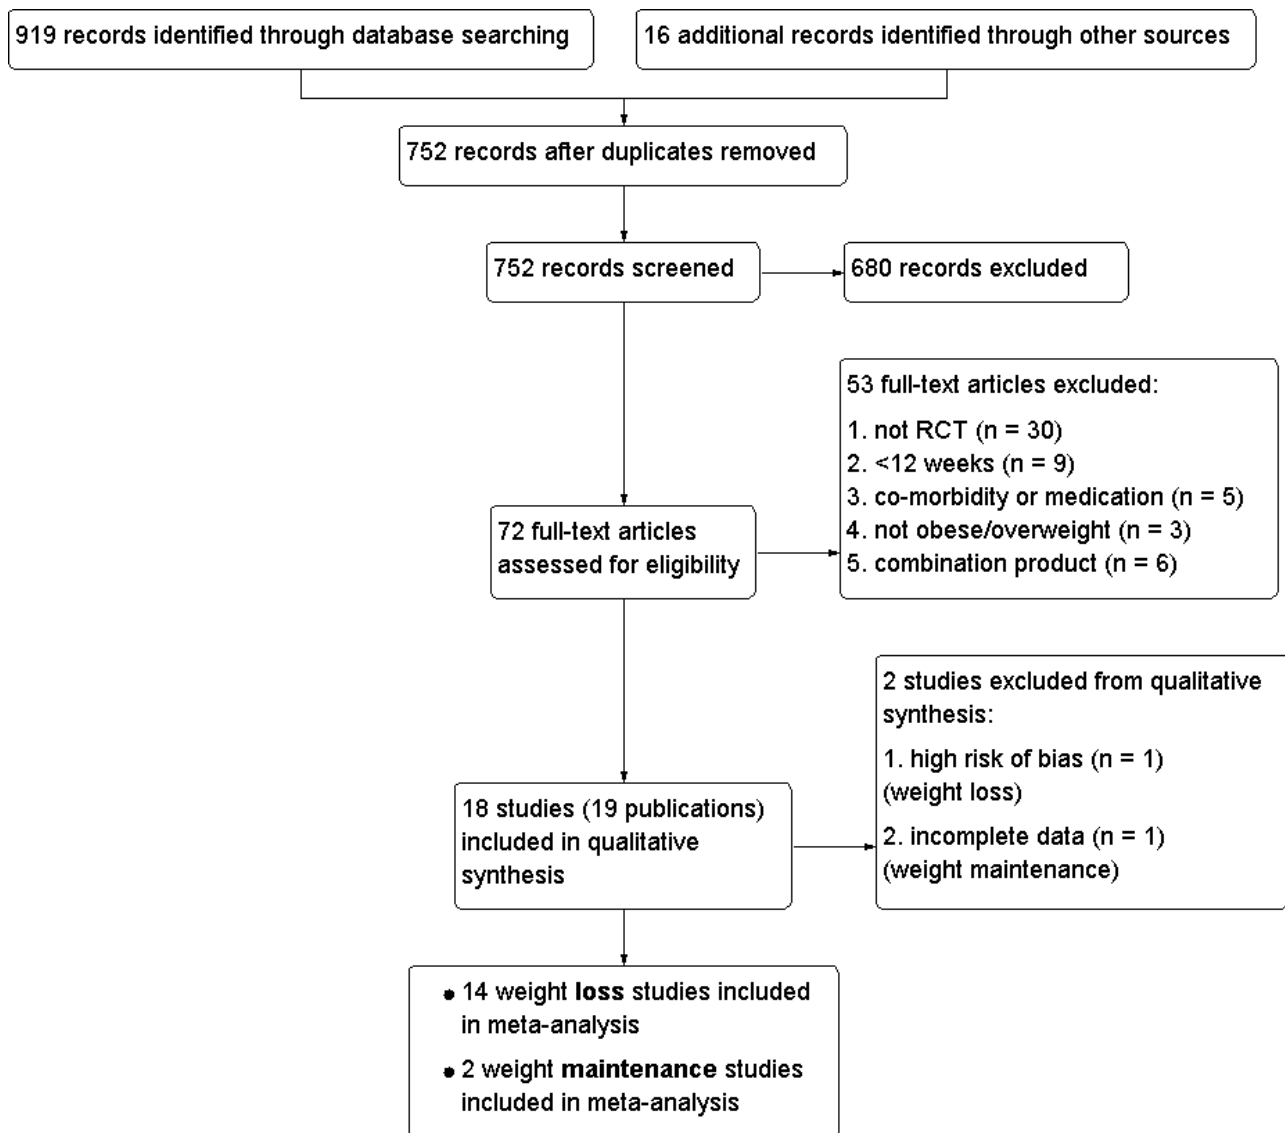 919 records identified through database searching
16 additional records identified through other sources
752 records after duplicates removed
752 records screened
680 records excluded
53 full-text articles excluded:
1. not RCT (n = 30)
2. <12 weeks (n = 9)
3. co-morbidity or medication (n = 5)
4. not obese/overweight (n = 3)
5. combination product (n = 6)
72 full-text articles
assessed for eligibility
2 studies excluded from qualitative
synthesis:
1. high risk of bias (n = 1)
(weight loss)
2. incomplete data (n = 1)
(weight maintenance)
18 studies (19 publications)
included in qualitative
synthesis
● 14 weight loss studies included
in meta-analysis
● 2 weight maintenance studies
included in meta-analysis